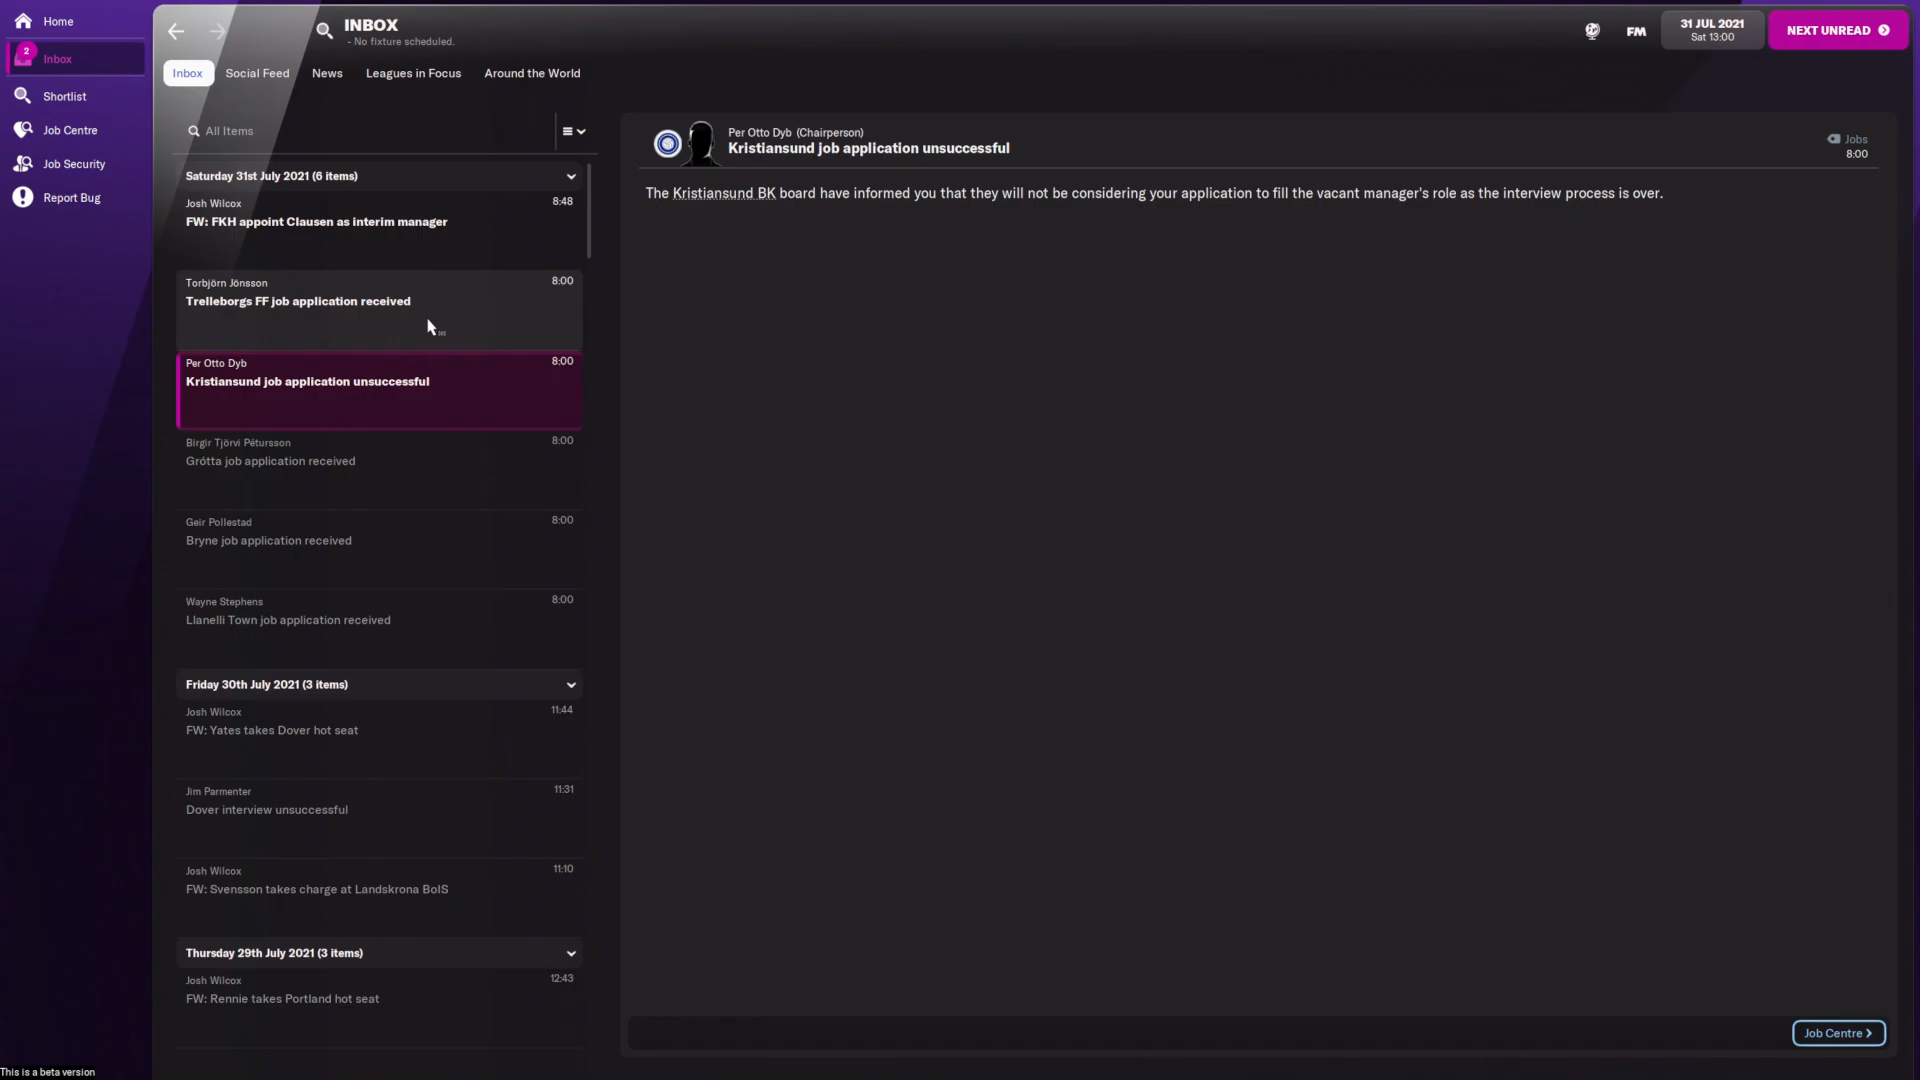 Home
2
Inbox
Shortlist
Job Centre
Job Security
Report Bug
INBOX
- No fixture scheduled.
FM
31 JUL 2021
Sat 13:00
NEXT UNREAD
Inbox
Social Feed
News
Leagues in Focus
Around the World
All Items
Saturday 31st July 2021 (6 items)
Josh Wilcox
8:48
FW: FKH appoint Clausen as interim manager
Torbjörn Jönsson
8:00
Trelleborgs FF job application received
Per Otto Dyb
8:00
Kristiansund job application unsuccessful
Birgir Tjörvi Pétursson
8:00
Grótta job application received
Geir Pollestad
8:00
Bryne job application received
Wayne Stephens
8:00
Llanelli Town job application received
Friday 30th July 2021 (3 items)
Josh Wilcox
11:44
FW: Yates takes Dover hot seat
Jim Parmenter
11:31
Dover interview unsuccessful
Josh Wilcox
11:10
FW: Svensson takes charge at Landskrona BoIS
Thursday 29th July 2021 (3 items)
Josh Wilcox
12:43
FW: Rennie takes Portland hot seat
Per Otto Dyb (Chairperson)
Kristiansund job application unsuccessful
Jobs
8:00
The Kristiansund BK board have informed you that they will not be considering your application to fill the vacant manager's role as the interview process is over.
Job Centre >
This is a beta version